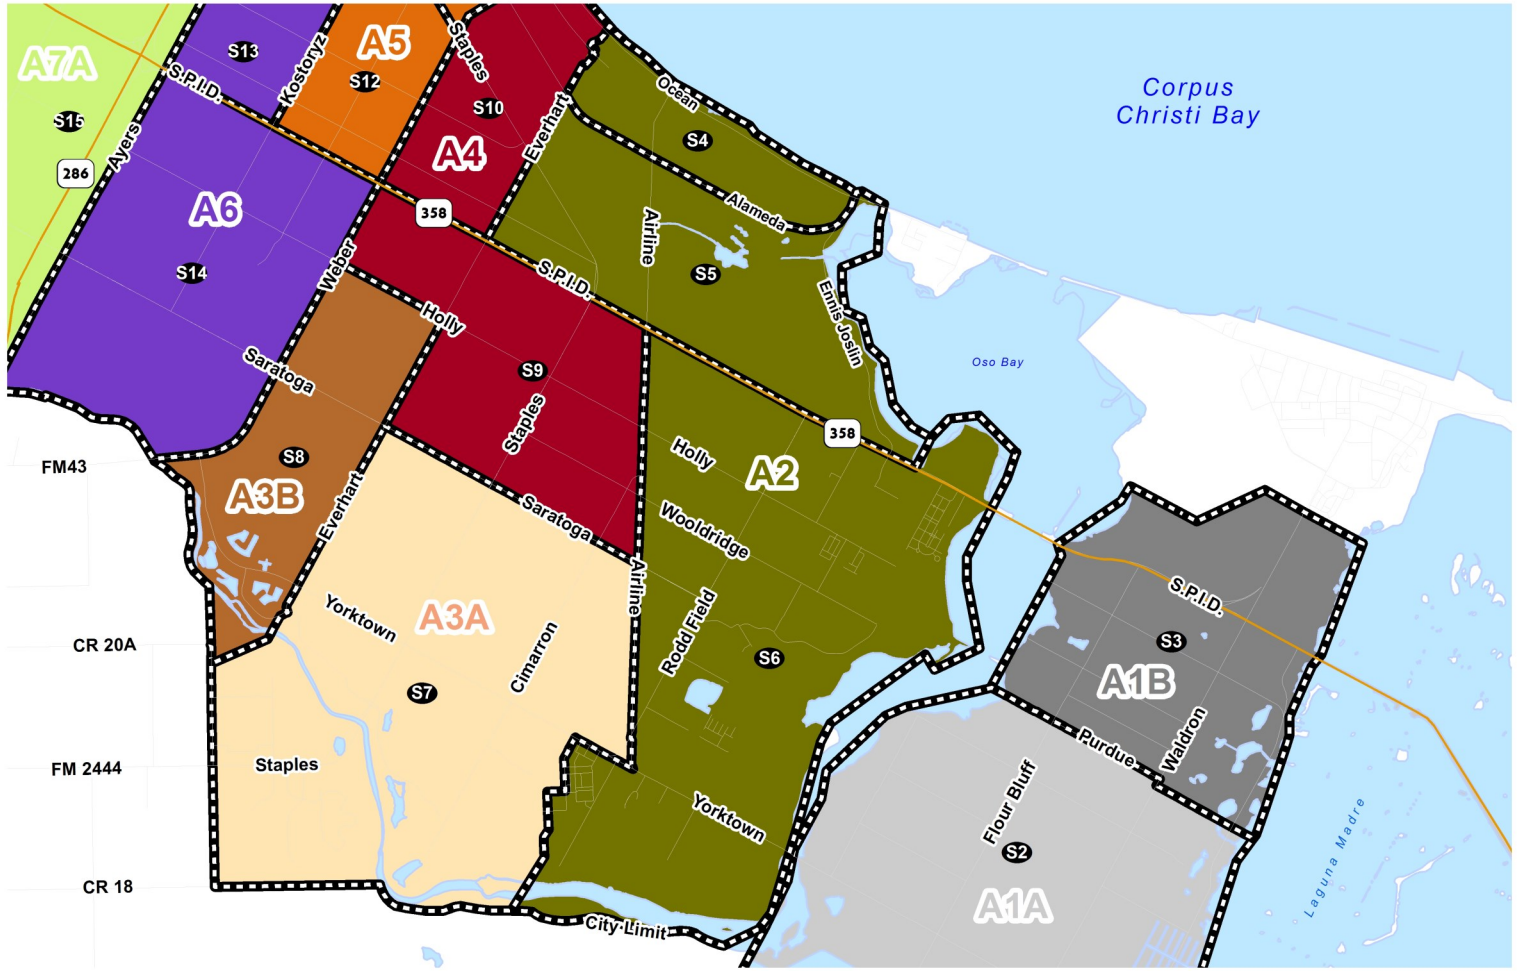 A5
S13
Staples
A7A
Kostoryz
S12
S.P.I.D.
Corpus
Christi Bay
Ocean
S10
S15
Everhart
Ayers
S4
A4
286
A6
358
Alameda
Airline
Weber
S14
S.P.I.D.
S5
Ennis Joslin
Holly
Saratoga
Oso Bay
S9
Staples
358
Holly
FM43
S8
A2
A3B
Everhart
Saratoga
Wooldridge
Airline
S.P.I.D.
Yorktown
A3A
Rodd Field
CR 20A
Cimarron
S6
S3
A1B
S7
Waldron
Purdue
FM 2444
Staples
Flour Bluff
Yorktown
S2
Laguna Madre
CR 18
A1A
City Limit